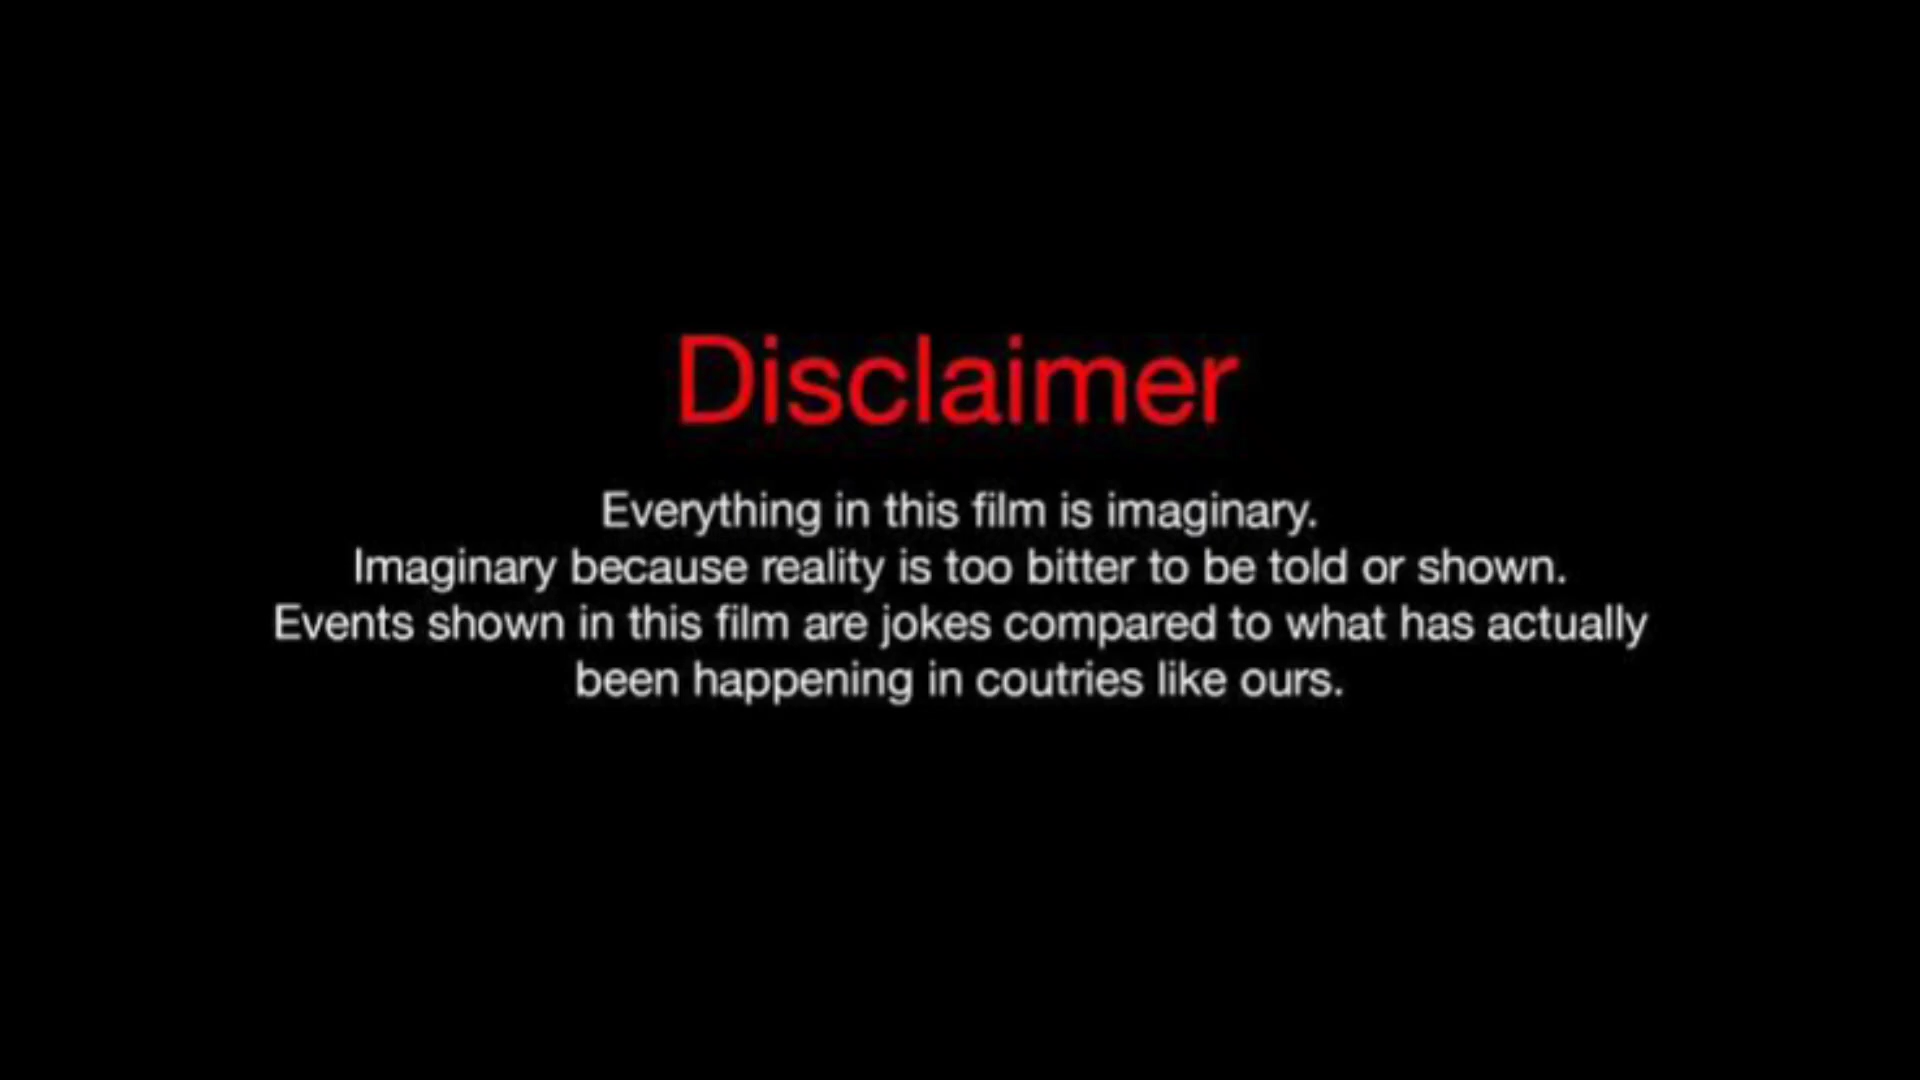 Disclaimer
Everything in this film is imaginary.
Imaginary because reality is too bitter to be told or shown.
Events shown in this film are jokes compared to what has actually
been happening in coutries like ours.